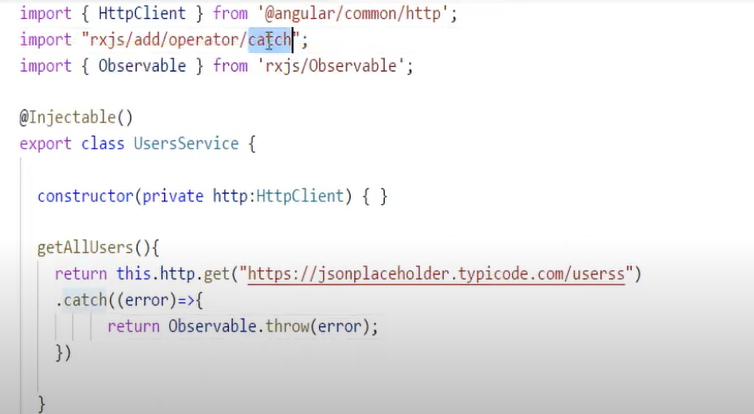 import { HttpClient } from '@angular/common/http';
import "rxjs/add/operator/catch";
import { Observable } from 'rxjs/Observable';
@Injectable()
export class UsersService {
constructor(private http:HttpClient) { }
getAllUsers(){
return this.http.get("https://jsonplaceholder.typicode.com/userss")
.catch((error)=>{
return Observable.throw(error);
})
}